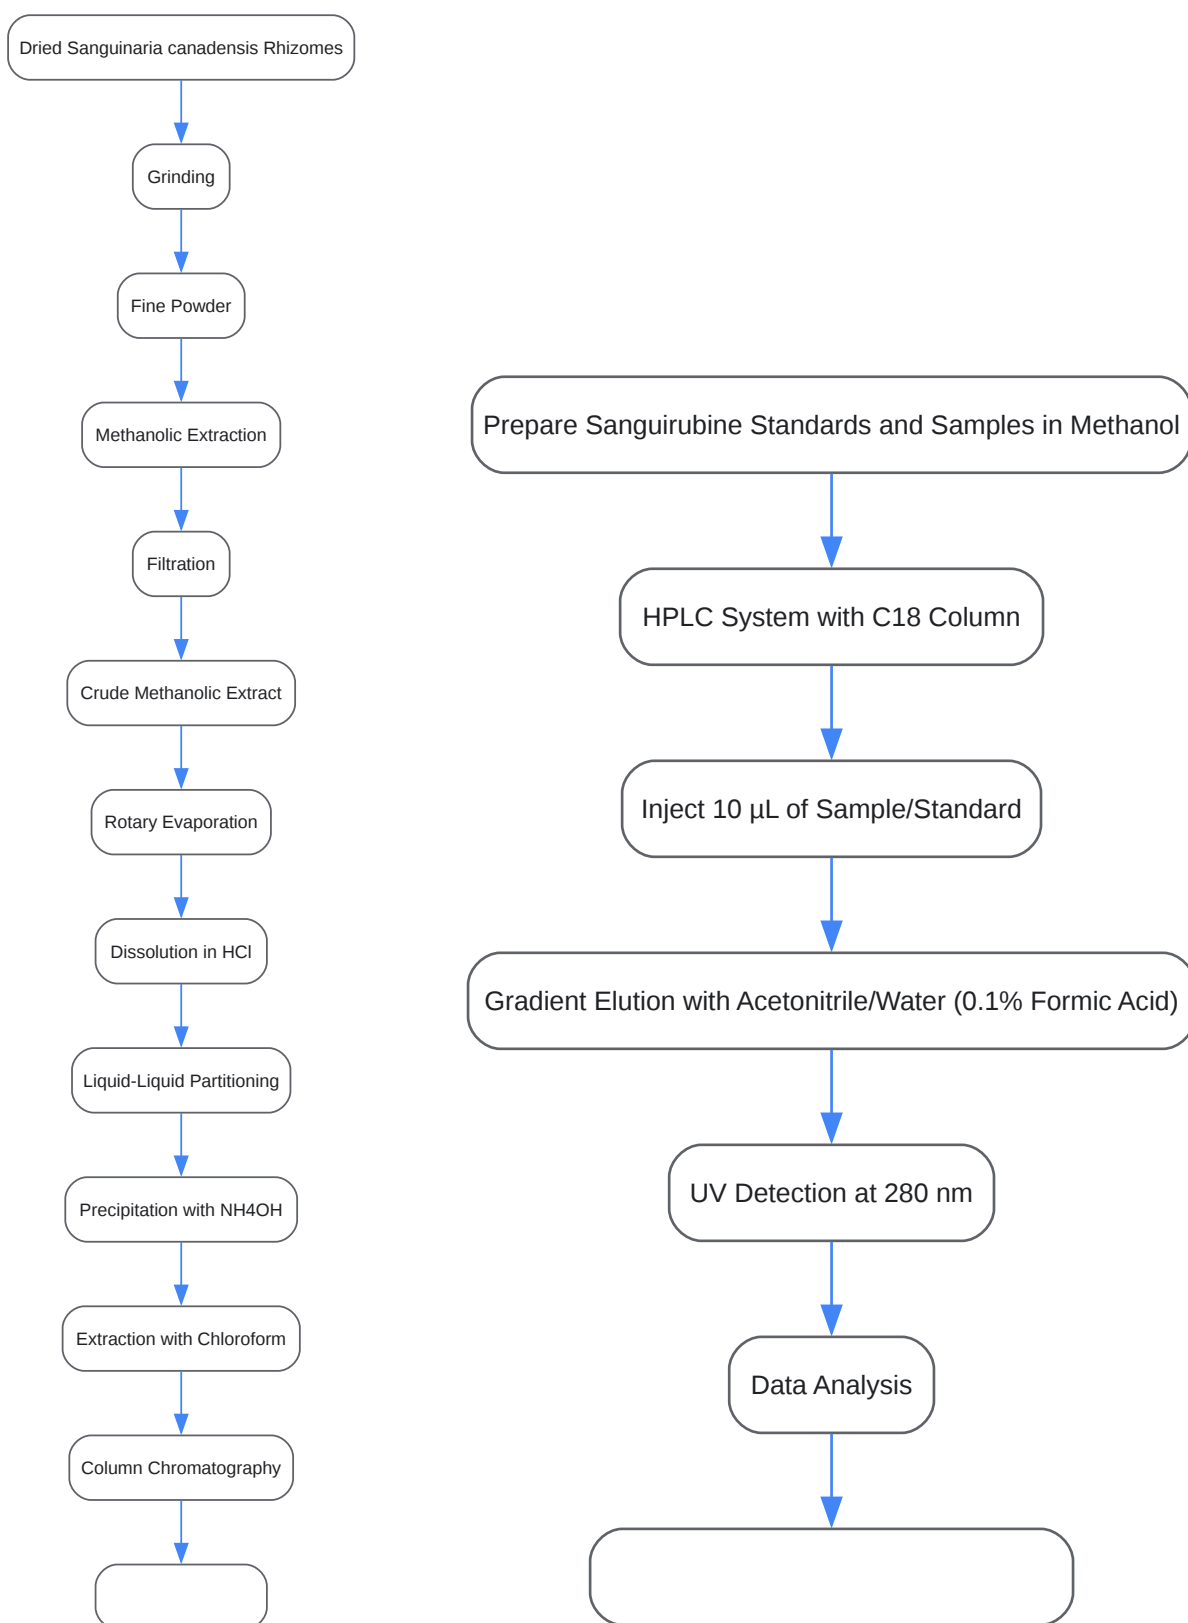 Dried Sanguinaria canadensis Rhizomes
Grinding
Fine Powder
Methanolic Extraction
Filtration
Crude Methanolic Extract
Rotary Evaporation
Dissolution in HCl
Liquid-Liquid Partitioning
Precipitation with NH4OH
Extraction with Chloroform
Column Chromatography
Prepare Sanguirubine Standards and Samples in Methanol
HPLC System with C18 Column
Inject 10 µL of Sample/Standard
Gradient Elution with Acetonitrile/Water (0.1% Formic Acid)
UV Detection at 280 nm
Data Analysis